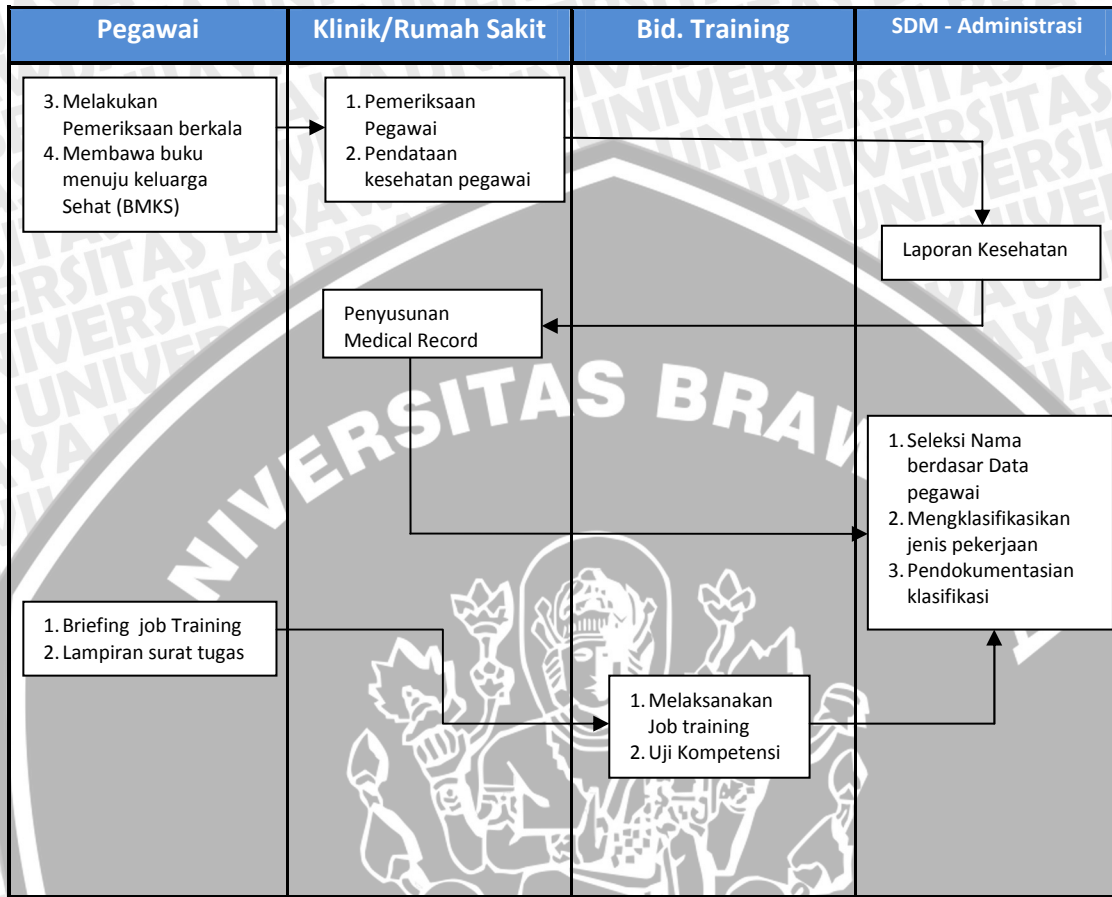 Pegawai
Klinik/Rumah Sakit
Bid. Training
SDM - Administrasi
3. Melakukan
Pemeriksaan berkala
4. Membawa buku
menuju keluarga
Sehat (BMKS)
1. Pemeriksaan
Pegawai
2. Pendataan
kesehatan pegawai
Laporan Kesehatan
Penyusunan
Medical Record
1. Seleksi Nama
berdasar Data
pegawai
2. Mengklasifikasikan
jenis pekerjaan
3. Pendokumentasian
klasifikasi
1. Briefing job Training
2. Lampiran surat tugas
1. Melaksanakan
Job training
2. Uji Kompetensi